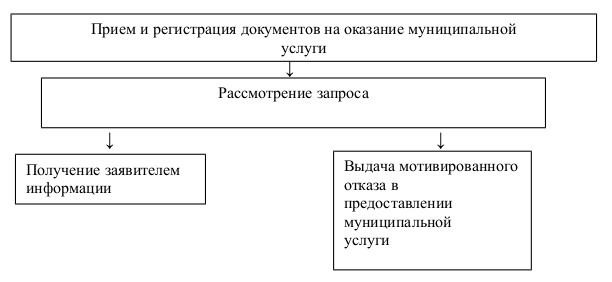 Прием и регистрация документов на оказание муниципальной
услуги
Рассмотрение запроса
Получение заявителем
информации
Выдача мотивированного
отказа в
предоставлении
муниципальной
услуги